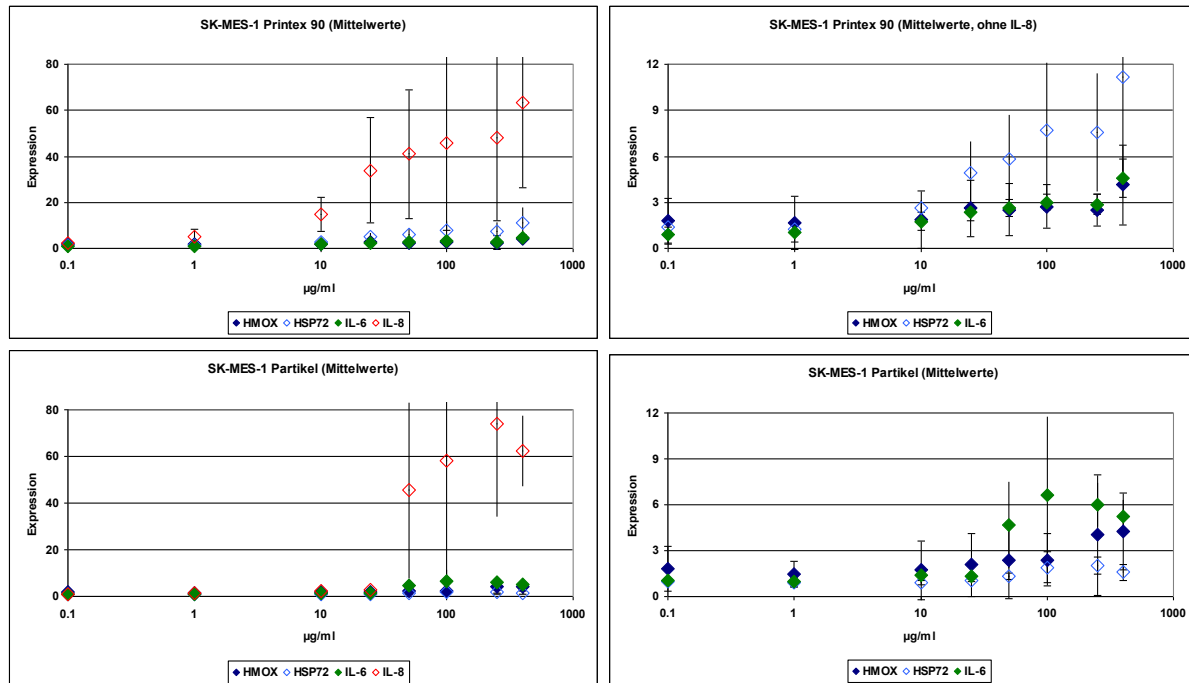 SK-MES-1 Printex 90 (Mittelwerte)
80
60
40
20
0
Expression
0.1 1 10 100 1000
µg/ml
HMOX HSP72 IL-6 IL-8
SK-MES-1 Printex 90 (Mittelwerte, ohne IL-8)
12
9
6
3
0
Expression
0.1 1 10 100 1000
µg/ml
HMOX HSP72 IL-6
SK-MES-1 Partikel (Mittelwerte)
80
60
40
20
0
Expression
0.1 1 10 100 1000
µg/ml
HMOX HSP72 IL-6 IL-8
SK-MES-1 Partikel (Mittelwerte)
12
9
6
3
0
Expression
0.1 1 10 100 1000
µg/ml
HMOX HSP72 IL-6